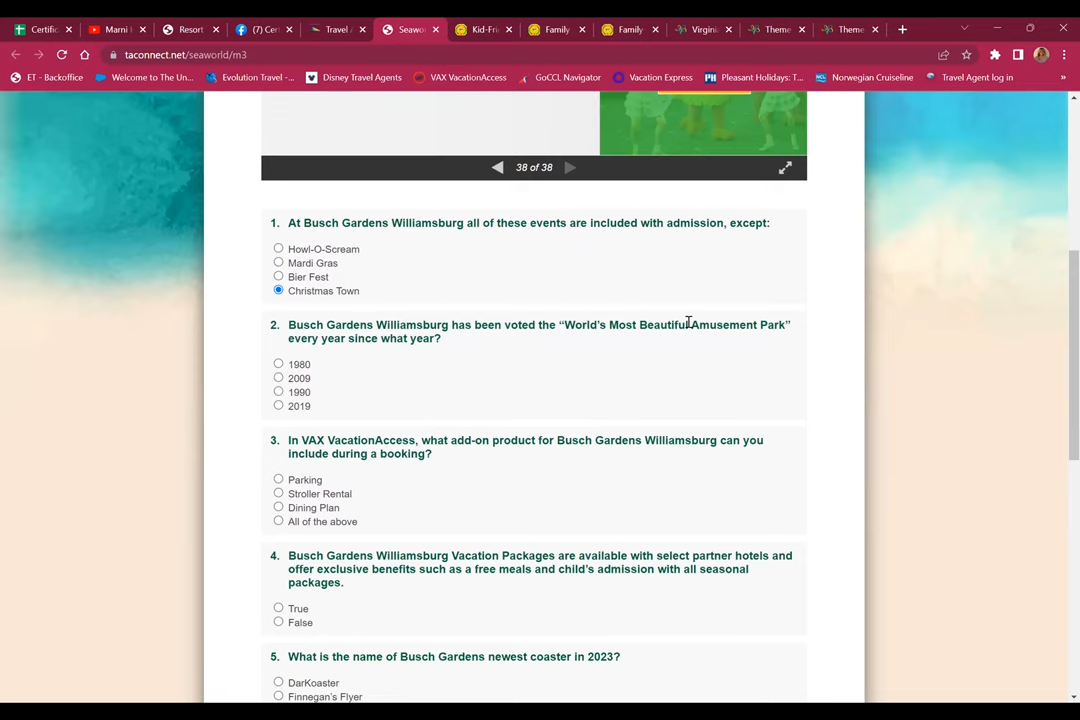 Certific
Marni
Resort
(7) Cer
Travel
Seawo
Kid-Fri
Family
Family
Virgini
Theme
Theme
taconnect.net/seaworld/m3
ET - Backoffice
Welcome to The Un...
Evolution Travel -...
Disney Travel Agents
VAX VacationAccess
GoCCL Navigator
Vacation Express
Pleasant Holidays: T...
Norwegian Cruiseline
Travel Agent log in
»
38 of 38
1. At Busch Gardens Williamsburg all of these events are included with admission, except:
Howl-O-Scream
Mardi Gras
Bier Fest
Christmas Town
2. Busch Gardens Williamsburg has been voted the “World’s Most Beautiful Amusement Park”
every year since what year?
1980
2009
1990
2019
3. In VAX VacationAccess, what add-on product for Busch Gardens Williamsburg can you
include during a booking?
Parking
Stroller Rental
Dining Plan
All of the above
4. Busch Gardens Williamsburg Vacation Packages are available with select partner hotels and
offer exclusive benefits such as a free meals and child’s admission with all seasonal
packages.
True
False
5. What is the name of Busch Gardens newest coaster in 2023?
DarKoaster
Finnegan’s Flyer